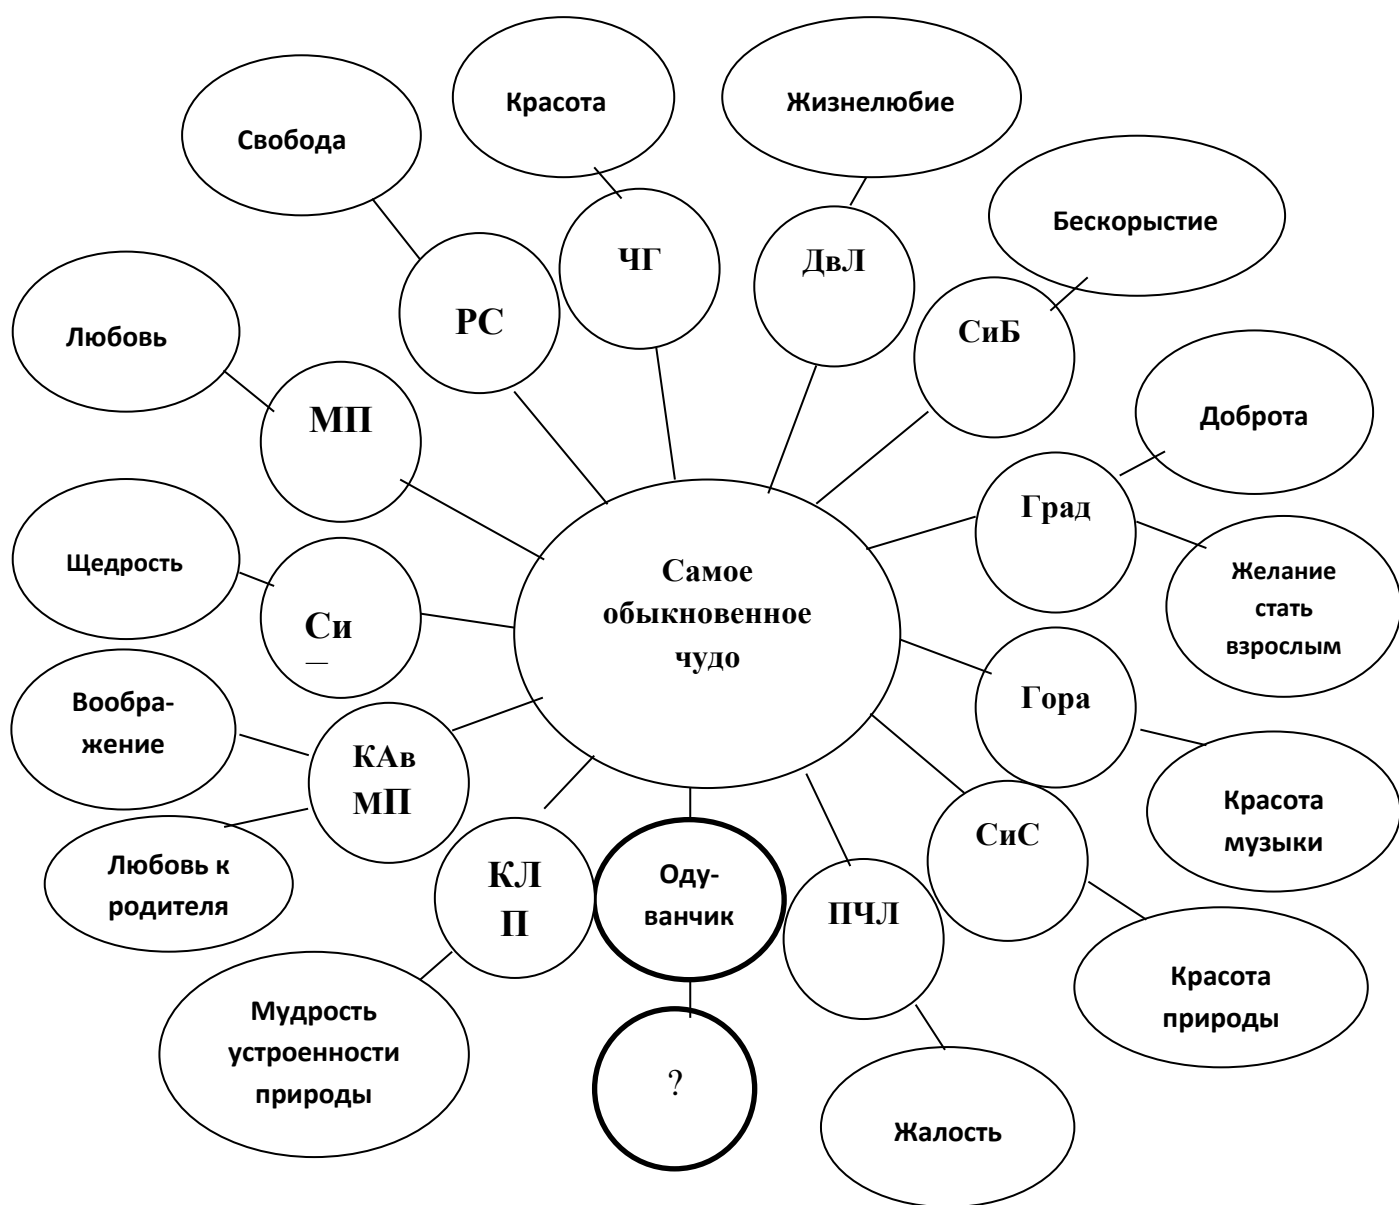 Красота
Жизнелюбие
Свобода
Бескорыстие
ЧГ
ДвЛ
РС
СиБ
Любовь
МП
Доброта
Град
Щедрость
Си
Самое
обыкновенное
чудо
Желание
стать
взрослым
Гора
Вообра-
жение
КАв
МП
Красота
музыки
СиС
Любовь к
родителя
КЛ
П
Оду-
ванчик
ПЧЛ
Красота
природы
Мудрость
устроенности
природы
?
Жалость